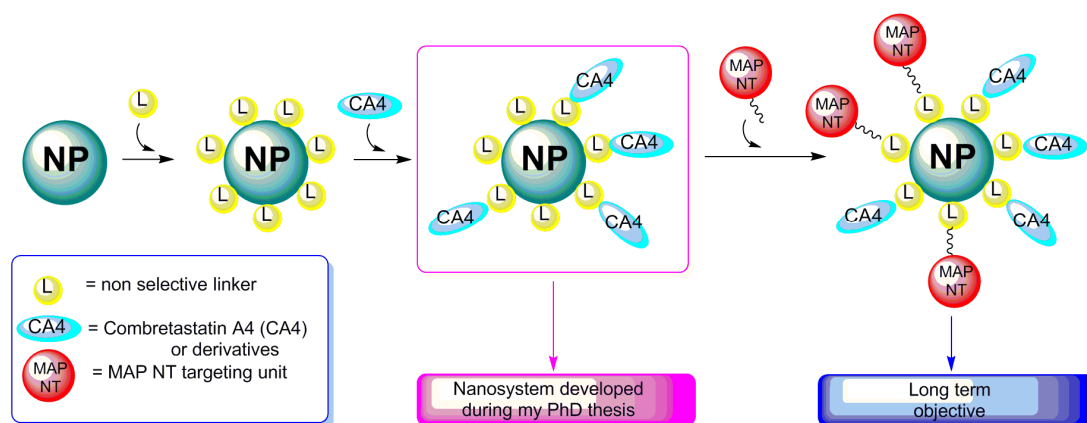 NP
L
L
L
L
L
NP
L
L
L
CA4
L
L
CA4
L
L
NP
CA4
L
L
L
CA4
CA4
MAP
NT
MAP
NT
CA4
MAP
NT
L
L
L
L
NP
CA4
L
L
L
CA4
CA4
MAP
NT
L = non selective linker
CA4 = Combretastatin A4 (CA4)
or derivatives
MAP
NT = MAP NT targeting unit
Nanosystem developed
during my PhD thesis
Long term
objective